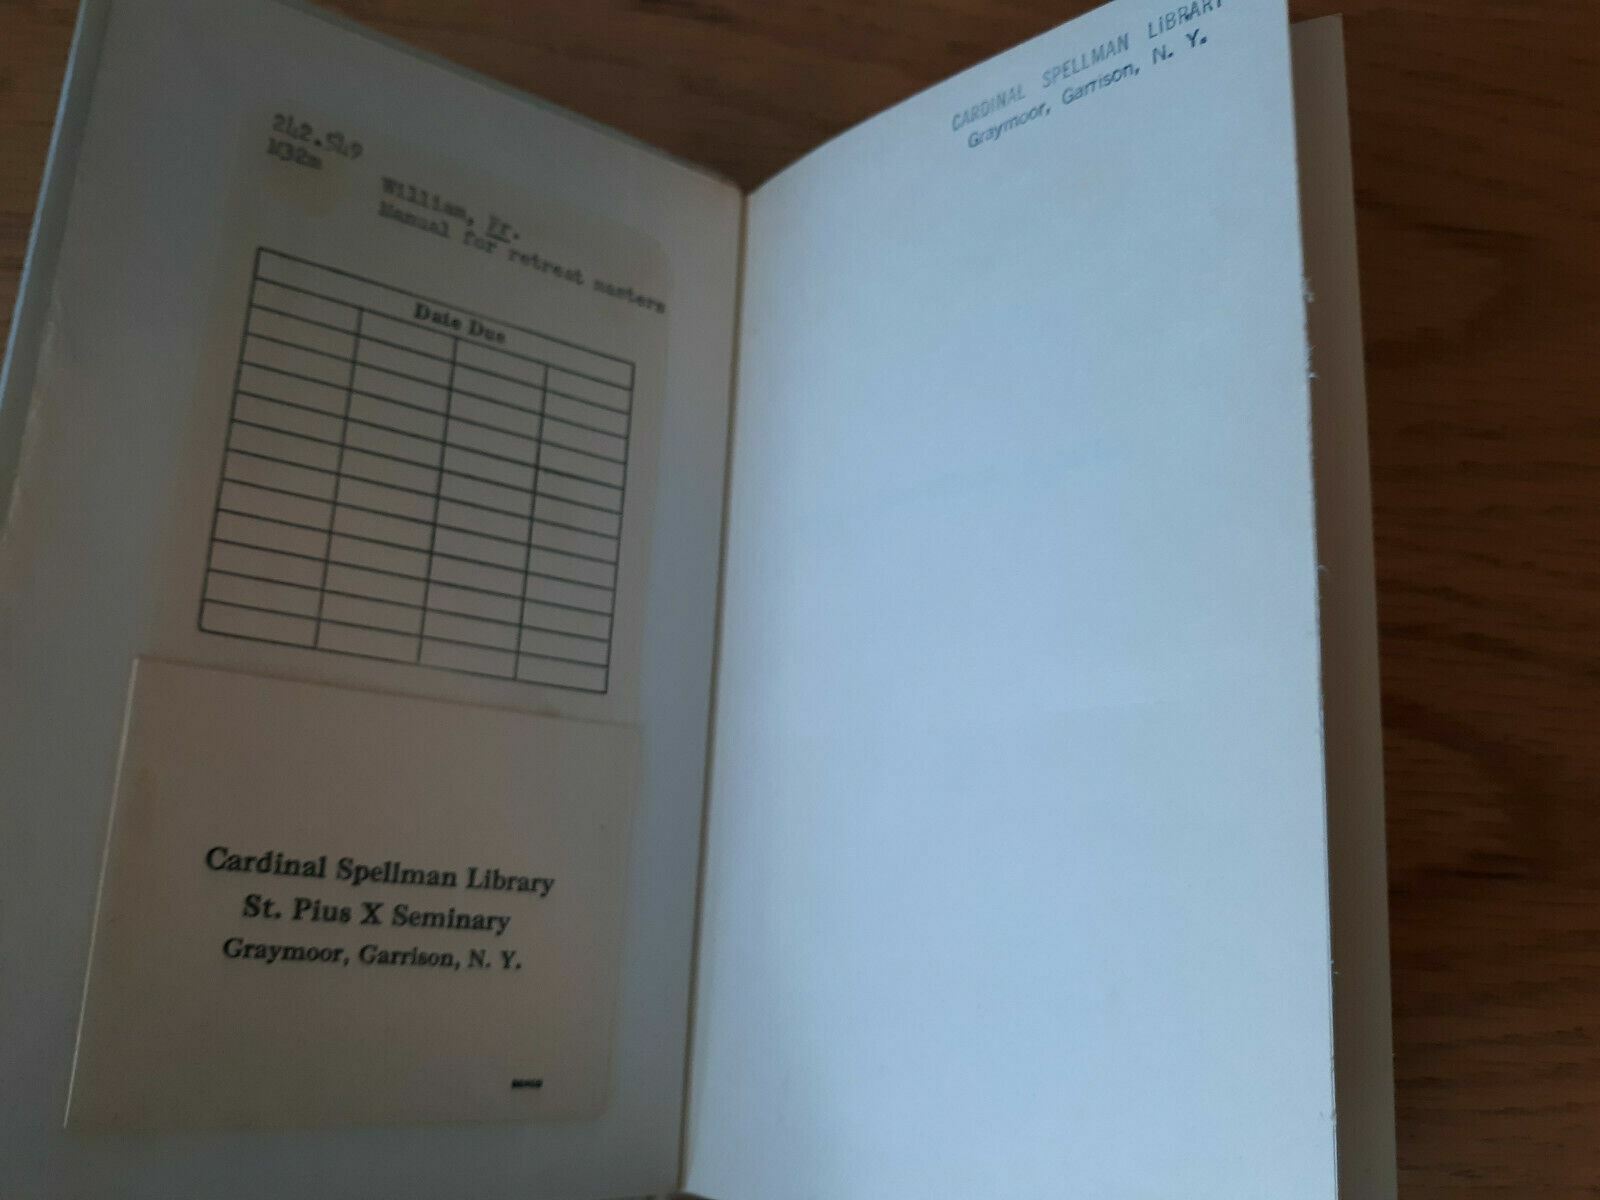 242.549
M32m
William, Fr.
Manual for retreat masters
Date Due
Cardinal Spellman Library
St. Pius X Seminary
Graymoor, Garrison, N. Y.
CARDINAL SPELLMAN LIBRARY
Graymoor, Garrison, N. Y.